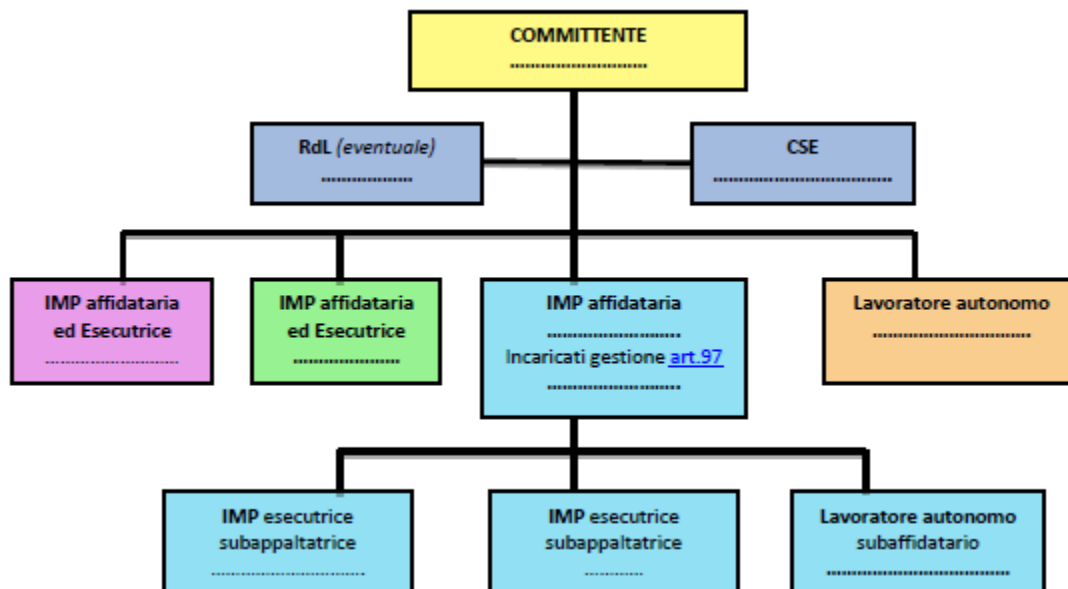 COMMITTENTE
...........................
RdL (eventuale)
..................
CSE
...................................
IMP affidataria
ed Esecutrice
...........................
IMP affidataria
ed Esecutrice
.....................
IMP affidataria
..........................
Incaricati gestione art.97
..........................
Lavoratore autonomo
...............................
IMP esecutrice
subappaltatrice
...............................
IMP esecutrice
subappaltatrice
............
Lavoratore autonomo
subaffidatario
....................................